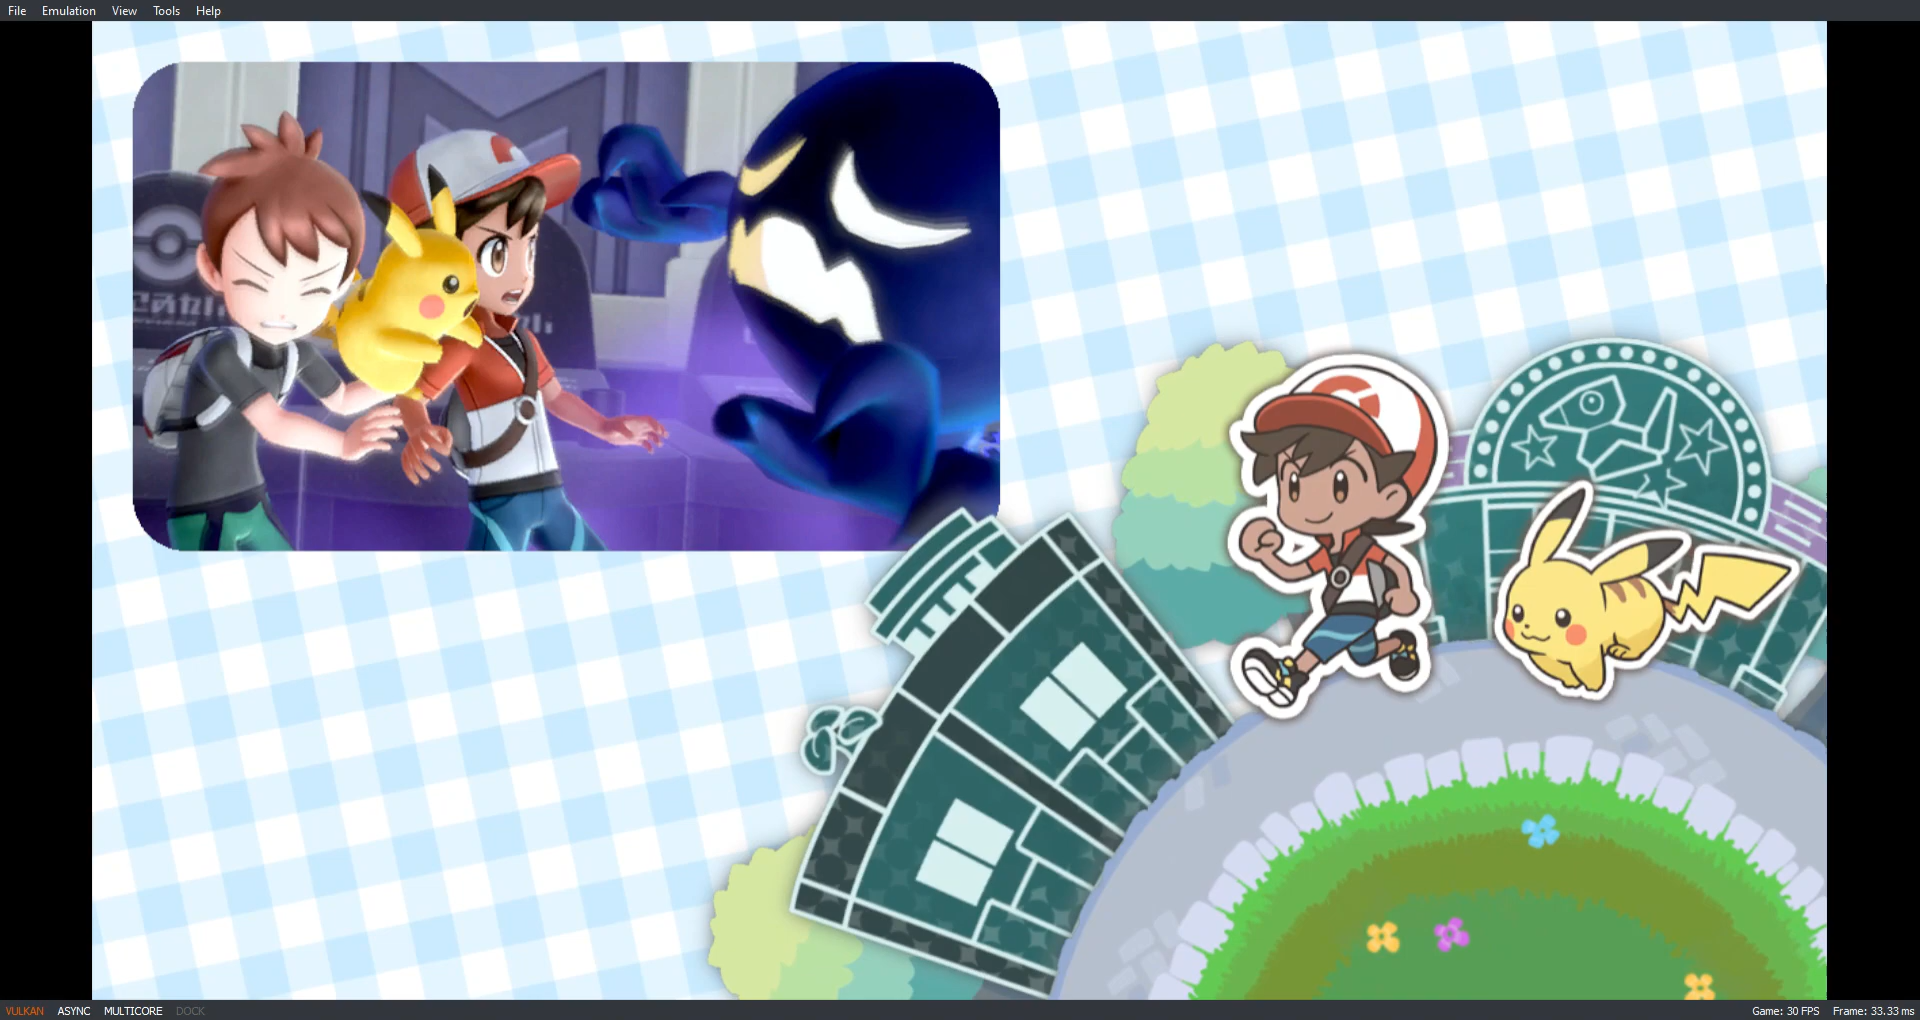 File Emulation View Tools Help
VULKAN ASYNC MULTICORE DOCK Game: 30 FPS Frame: 33.33 ms